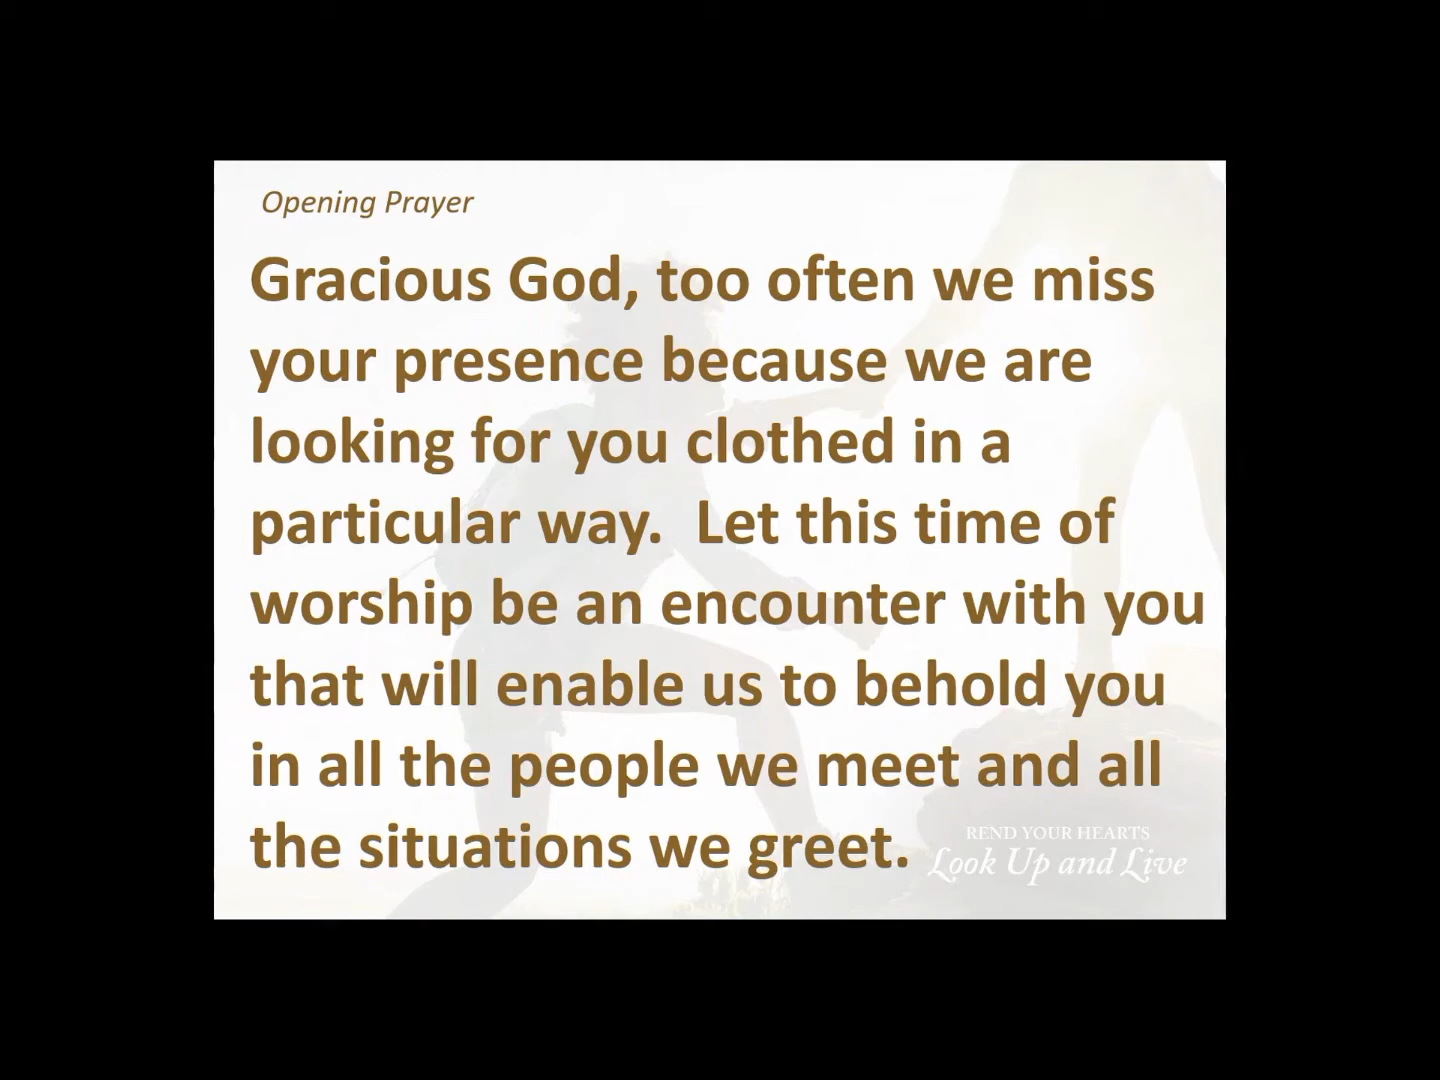 Opening Prayer
Gracious God, too often we miss
your presence because we are
looking for you clothed in a
particular way.  Let this time of
worship be an encounter with you
that will enable us to behold you
in all the people we meet and all
the situations we greet.
REND YOUR HEARTS
Look Up and Live